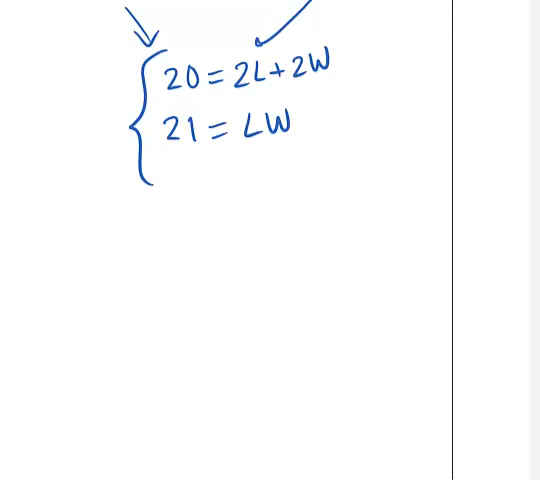 20 = 2L + 2W
21 = LW